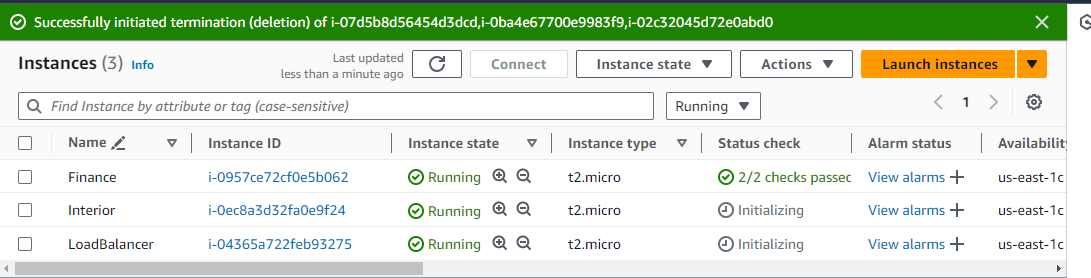 Successfully initiated termination (deletion) of i-07d5b8d56454d3dcd,i-0ba4e67700e9983f9,i-02c32045d72e0abd0
Instances (3) Info
Last updated
less than a minute ago
Connect
Instance state
Actions
Launch instances
Find Instance by attribute or tag (case-sensitive)
Running
1
Name Instance ID Instance state Instance type Status check Alarm status Availability
Finance i-0957ce72cf0e5b062 Running t2.micro 2/2 checks passed View alarms + us-east-1c
Interior i-0ec8a3d32fa0e9f24 Running t2.micro Initializing View alarms + us-east-1c
LoadBalancer i-04365a722feb93275 Running t2.micro Initializing View alarms + us-east-1c